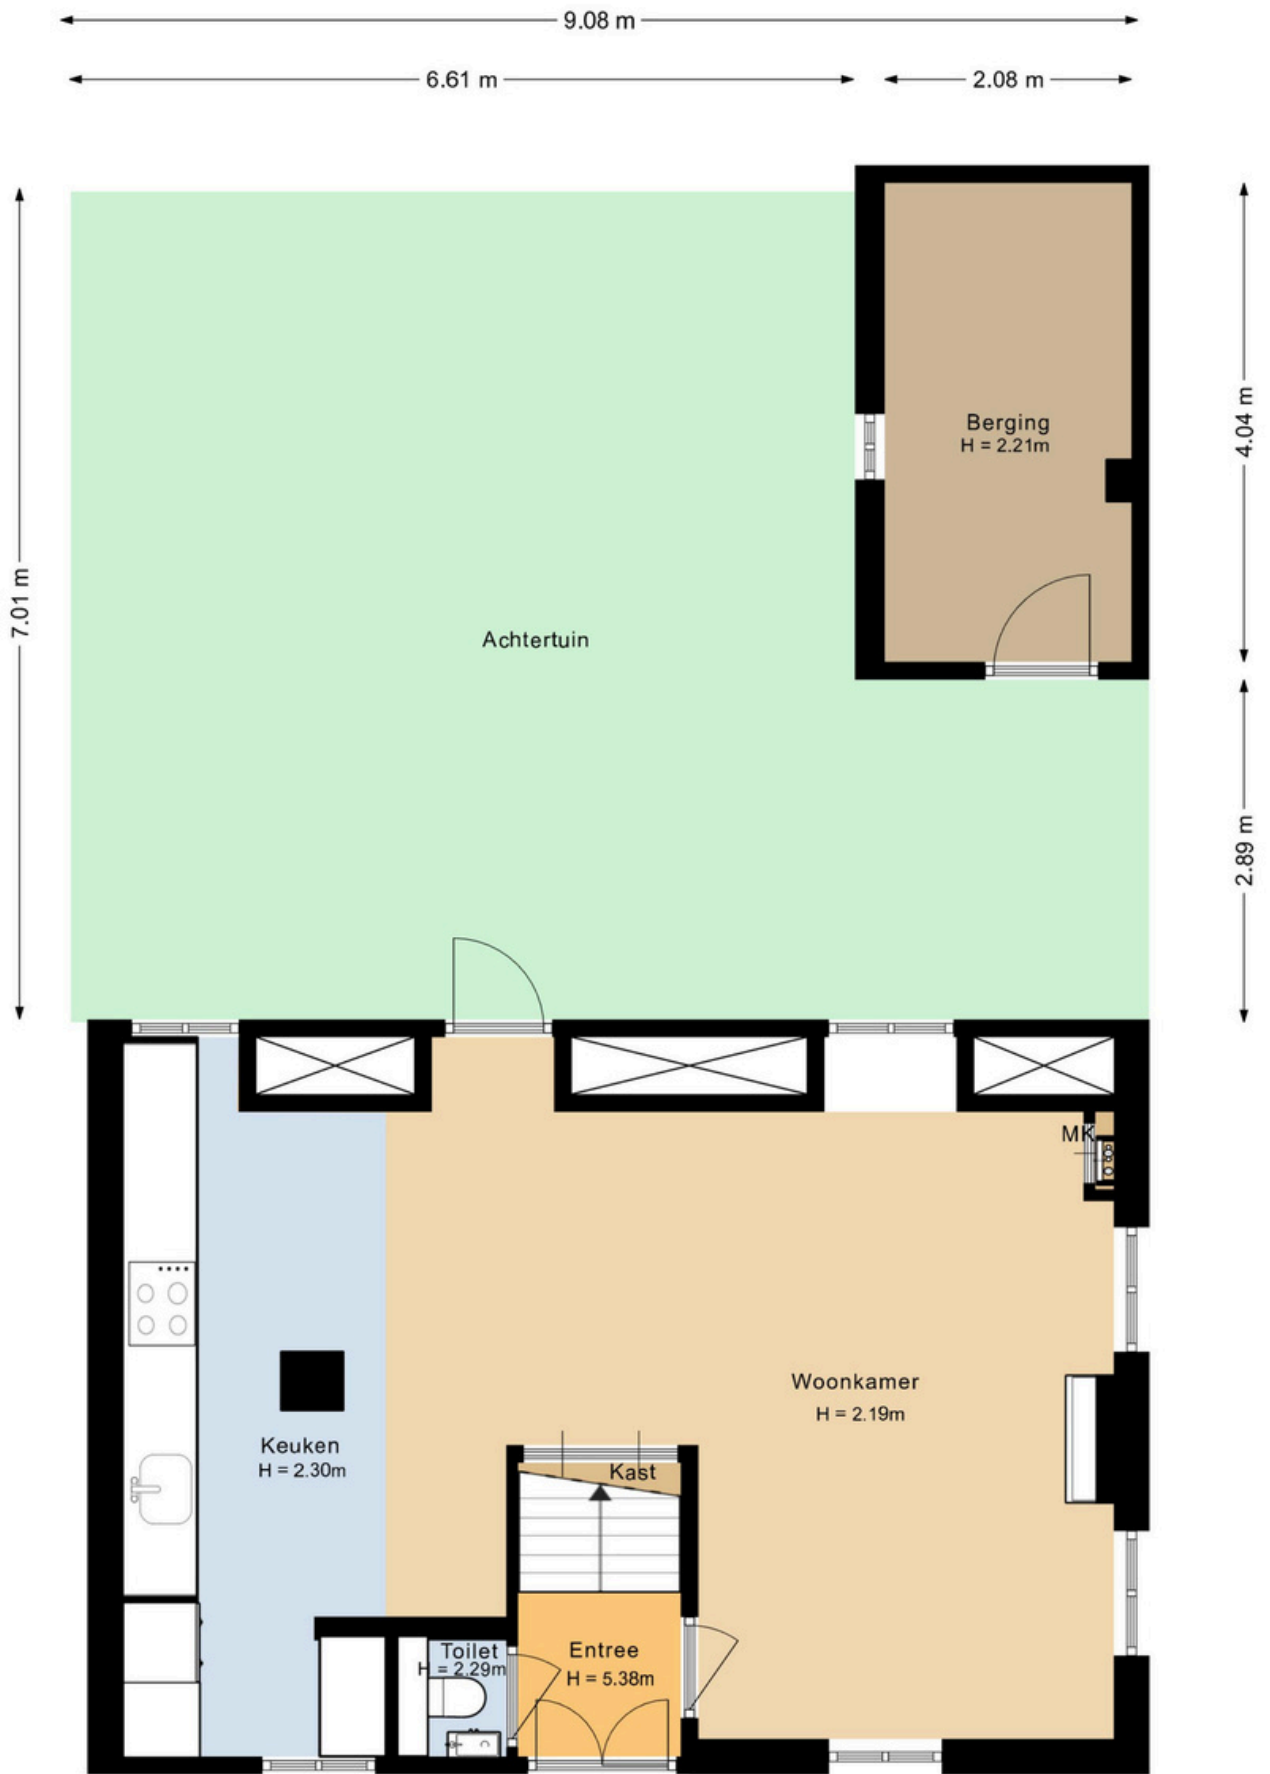 9.08 m
6.61 m
2.08 m
Berging
H = 2.21m
4.04 m
7.01 m
Achtertuin
2.89 m
MK
Woonkamer
H = 2.19m
Keuken
H = 2.30m
Kast
Toilet
H = 2.29m
Entree
H = 5.38m